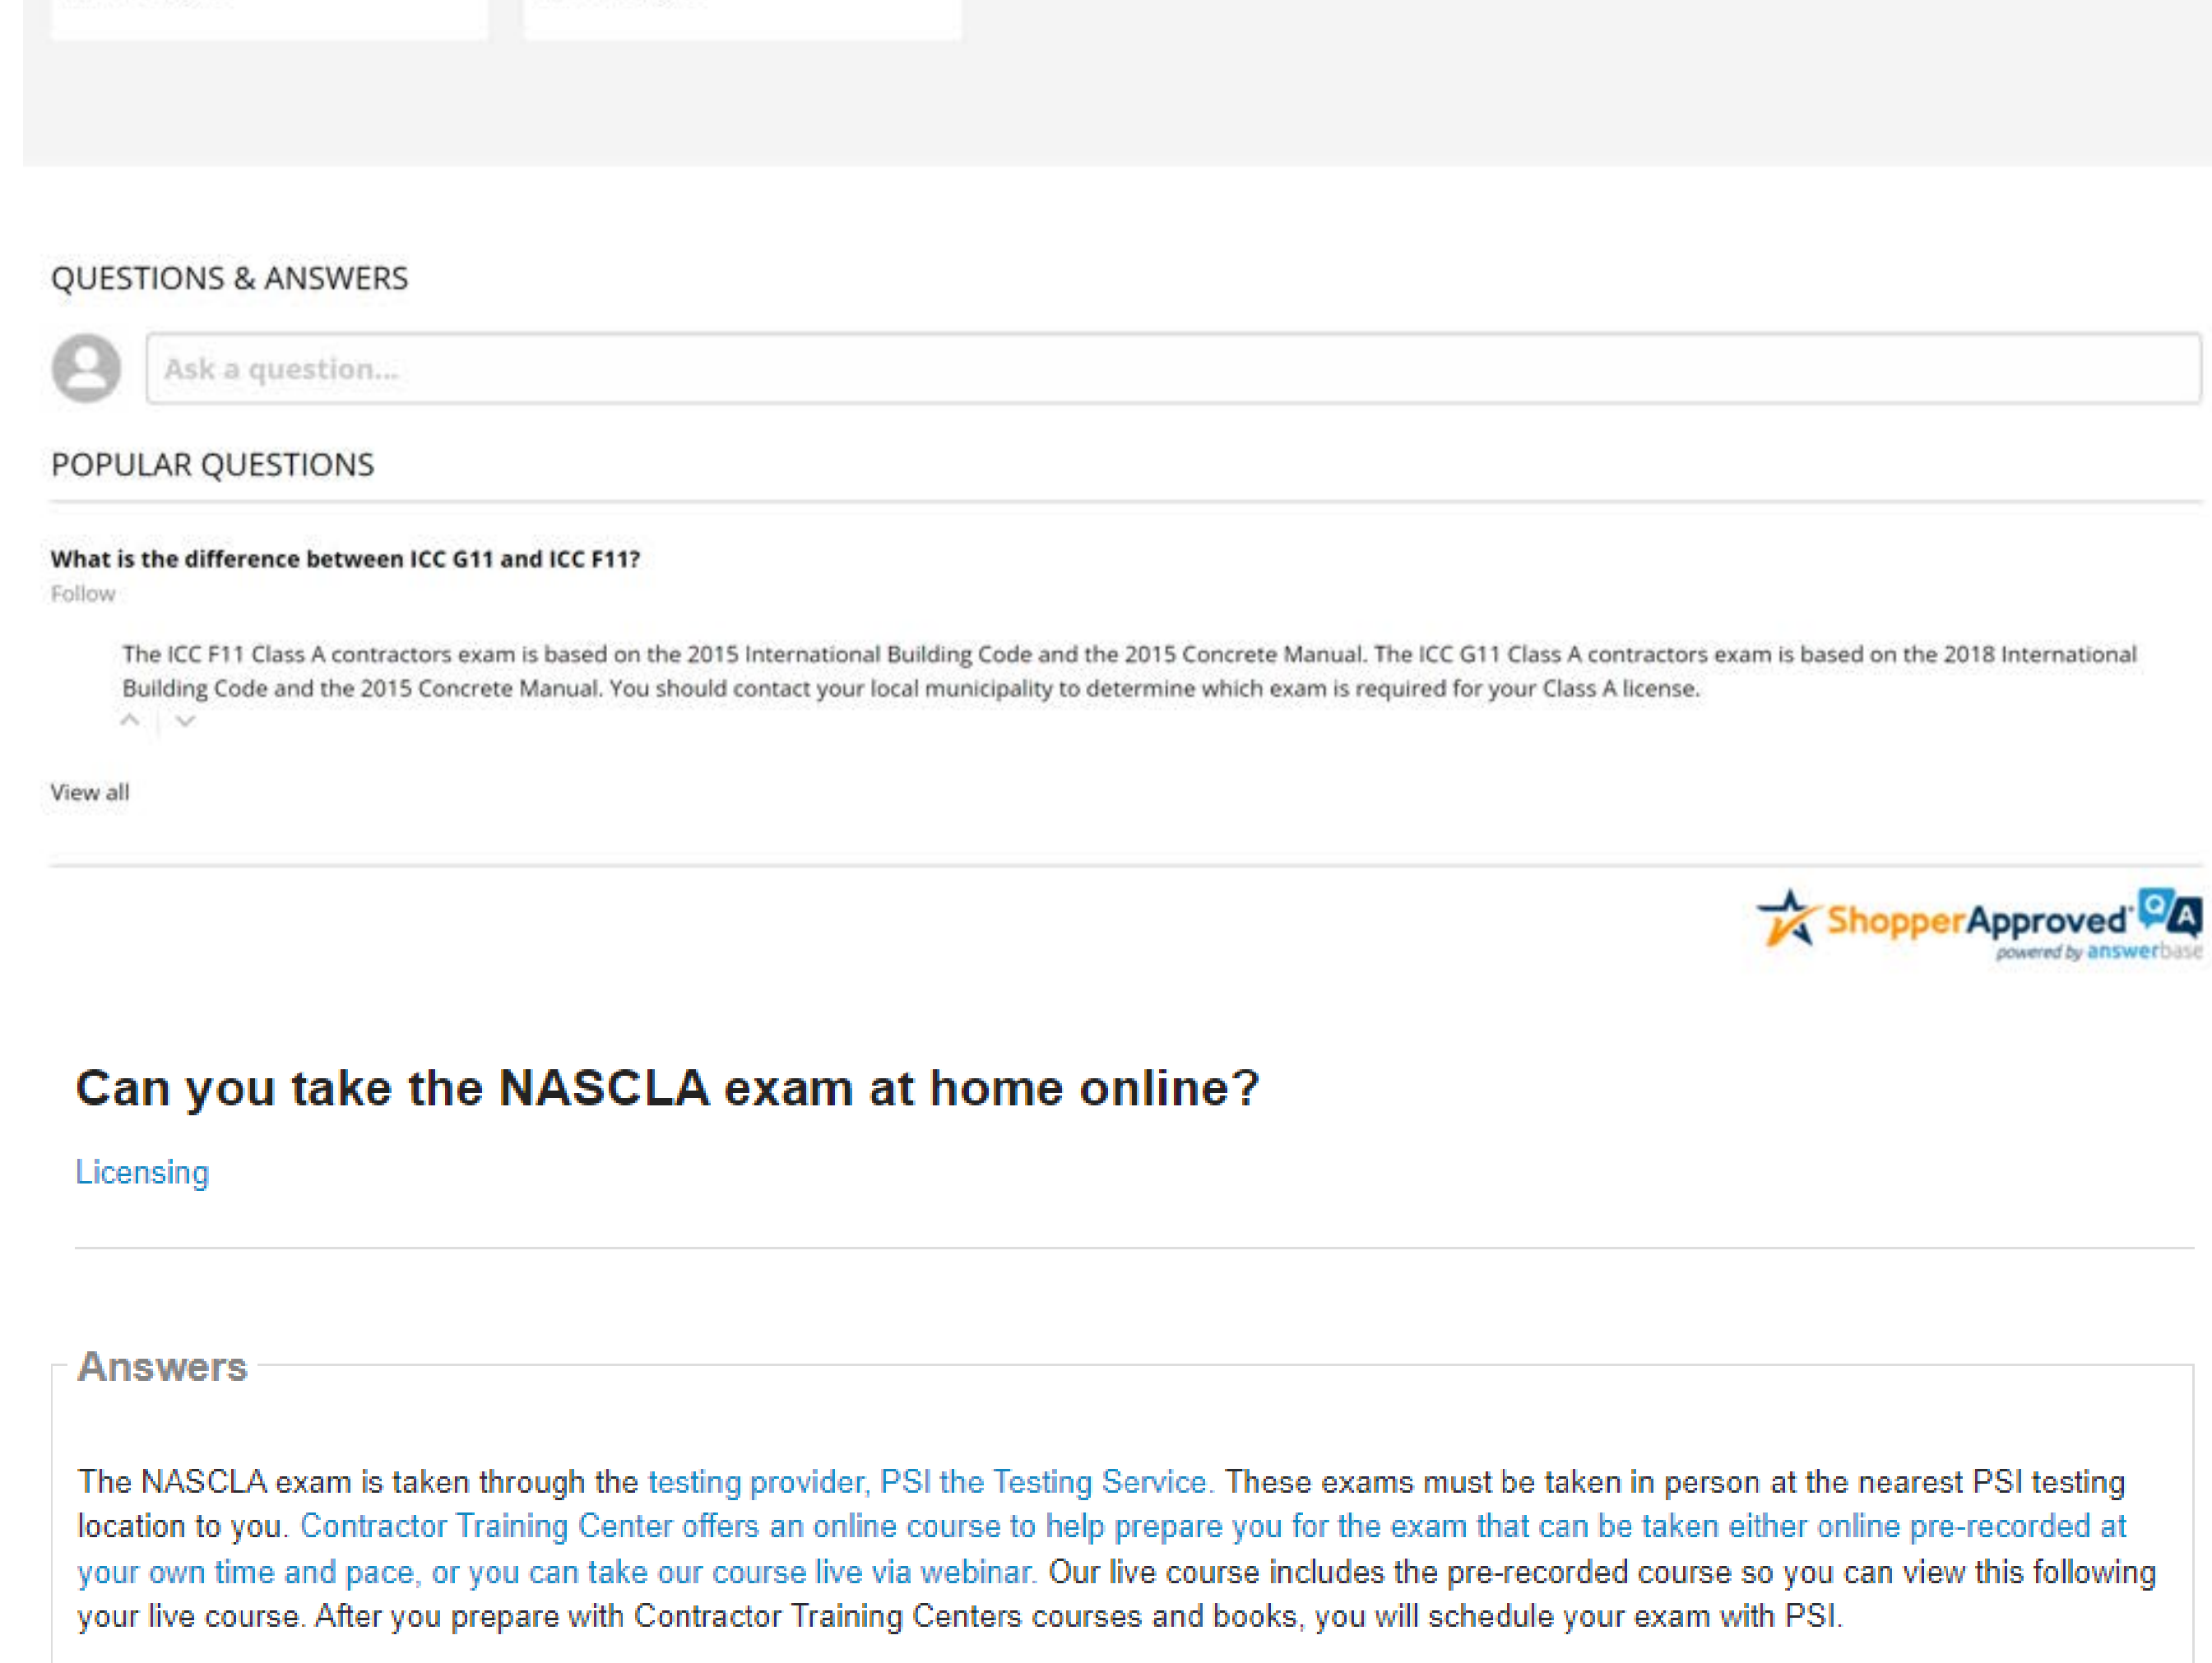 QUESTIONS & ANSWERS
Ask a question...
POPULAR QUESTIONS
What is the difference between ICC G11 and ICC F11?
Follow
The ICC F11 Class A contractors exam is based on the 2015 International Building Code and the 2015 Concrete Manual. The ICC G11 Class A contractors exam is based on the 2018 International
Building Code and the 2015 Concrete Manual. You should contact your local municipality to determine which exam is required for your Class A license.
View all
ShopperApproved QA
powered by answerbase
Can you take the NASCLA exam at home online?
Licensing
Answers
The NASCLA exam is taken through the testing provider, PSI the Testing Service. These exams must be taken in person at the nearest PSI testing
location to you. Contractor Training Center offers an online course to help prepare you for the exam that can be taken either online pre-recorded at
your own time and pace, or you can take our course live via webinar. Our live course includes the pre-recorded course so you can view this following
your live course. After you prepare with Contractor Training Centers courses and books, you will schedule your exam with PSI.